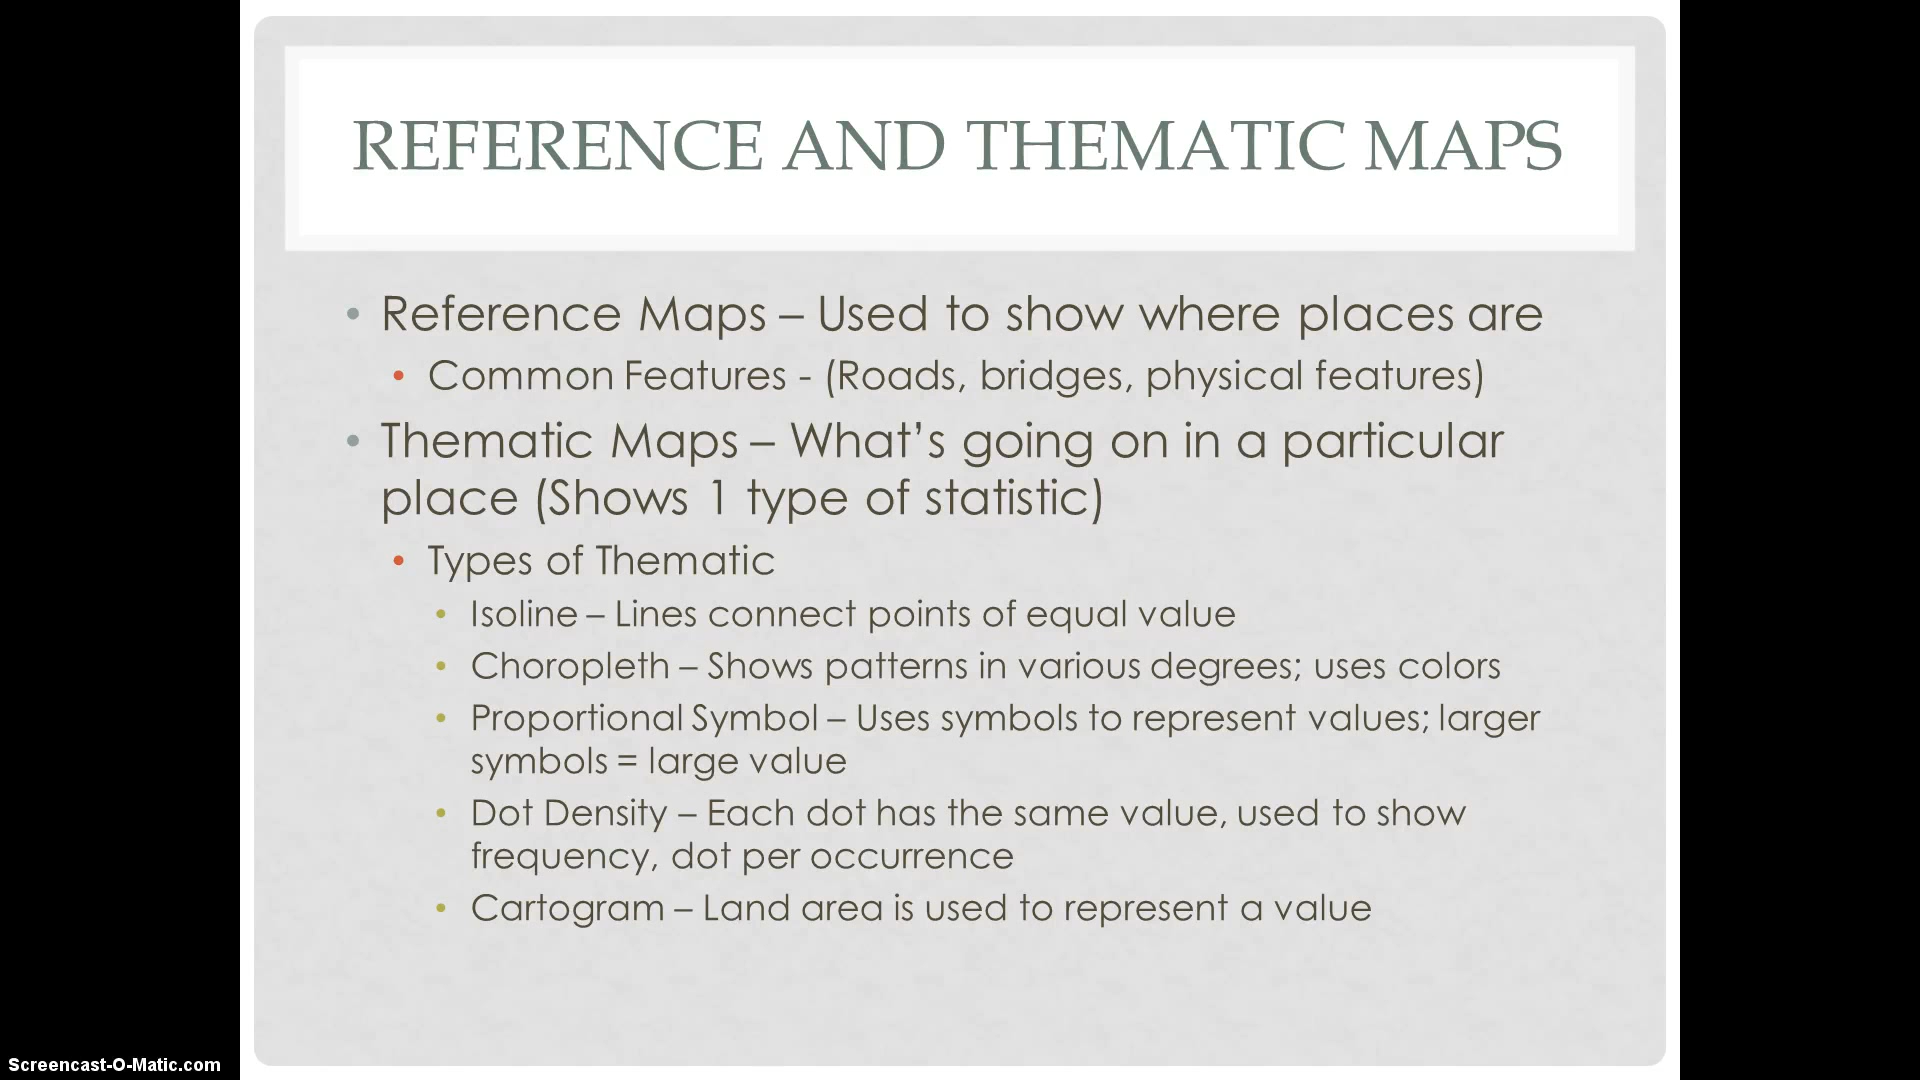 REFERENCE AND THEMATIC MAPS
• Reference Maps – Used to show where places are
• Common Features - (Roads, bridges, physical features)
• Thematic Maps – What’s going on in a particular
place (Shows 1 type of statistic)
• Types of Thematic
• Isoline – Lines connect points of equal value
• Choropleth – Shows patterns in various degrees; uses colors
• Proportional Symbol – Uses symbols to represent values; larger
symbols = large value
• Dot Density – Each dot has the same value, used to show
frequency, dot per occurrence
• Cartogram – Land area is used to represent a value
Screencast-O-Matic.com